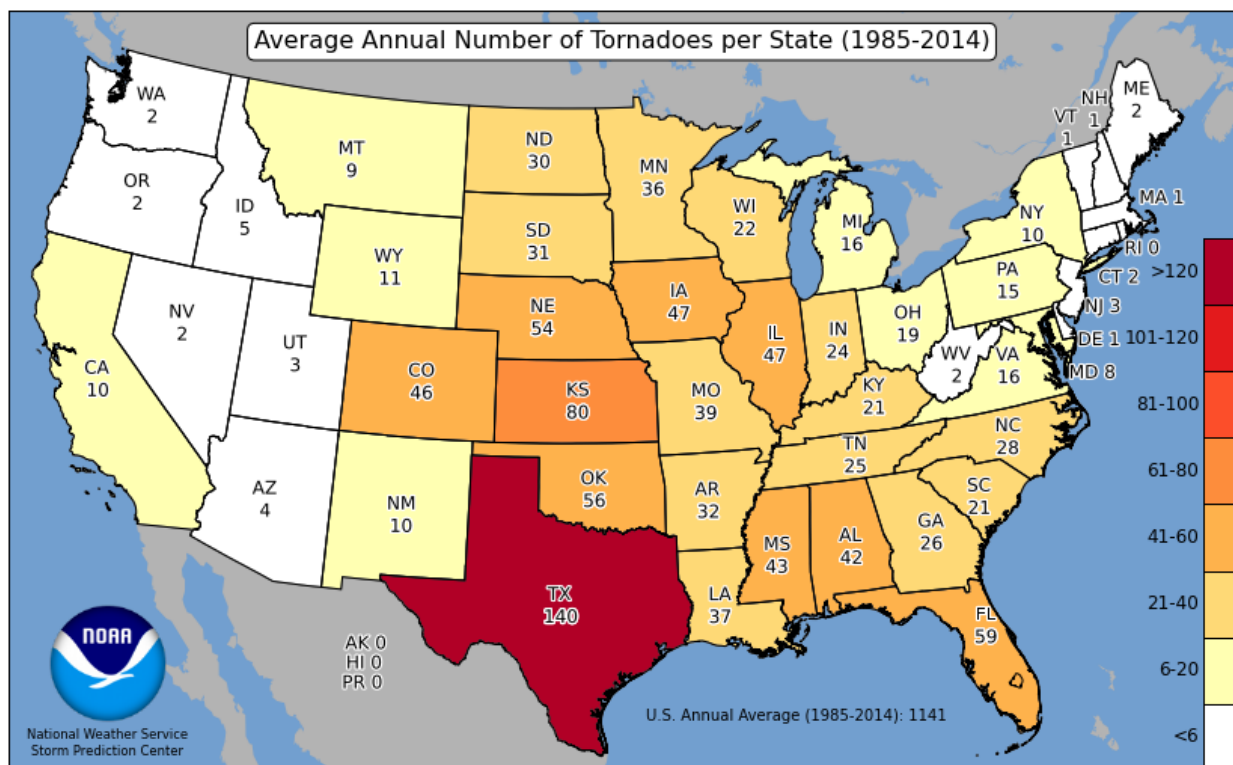 Average Annual Number of Tornadoes per State (1985-2014)
WA
2
OR
2
ID
5
MT
9
ND
30
MN
36
WI
22
MI
16
NY
10
VT
1
NH
1
ME
2
MA 1
RI 0
CT 2
NJ 3
DE 1
MD 8
PA
15
SD
31
WY
11
NE
54
IA
47
IL
47
IN
24
OH
19
WV
2
VA
16
NV
2
UT
3
CA
10
CO
46
KS
80
MO
39
KY
21
TN
25
NC
28
SC
21
AZ
4
NM
10
OK
56
AR
32
MS
43
AL
42
GA
26
TX
140
LA
37
FL
59
AK 0
HI 0
PR 0
>120
101-120
81-100
61-80
41-60
21-40
6-20
<6
U.S. Annual Average (1985-2014): 1141
NOAA
National Weather Service
Storm Prediction Center